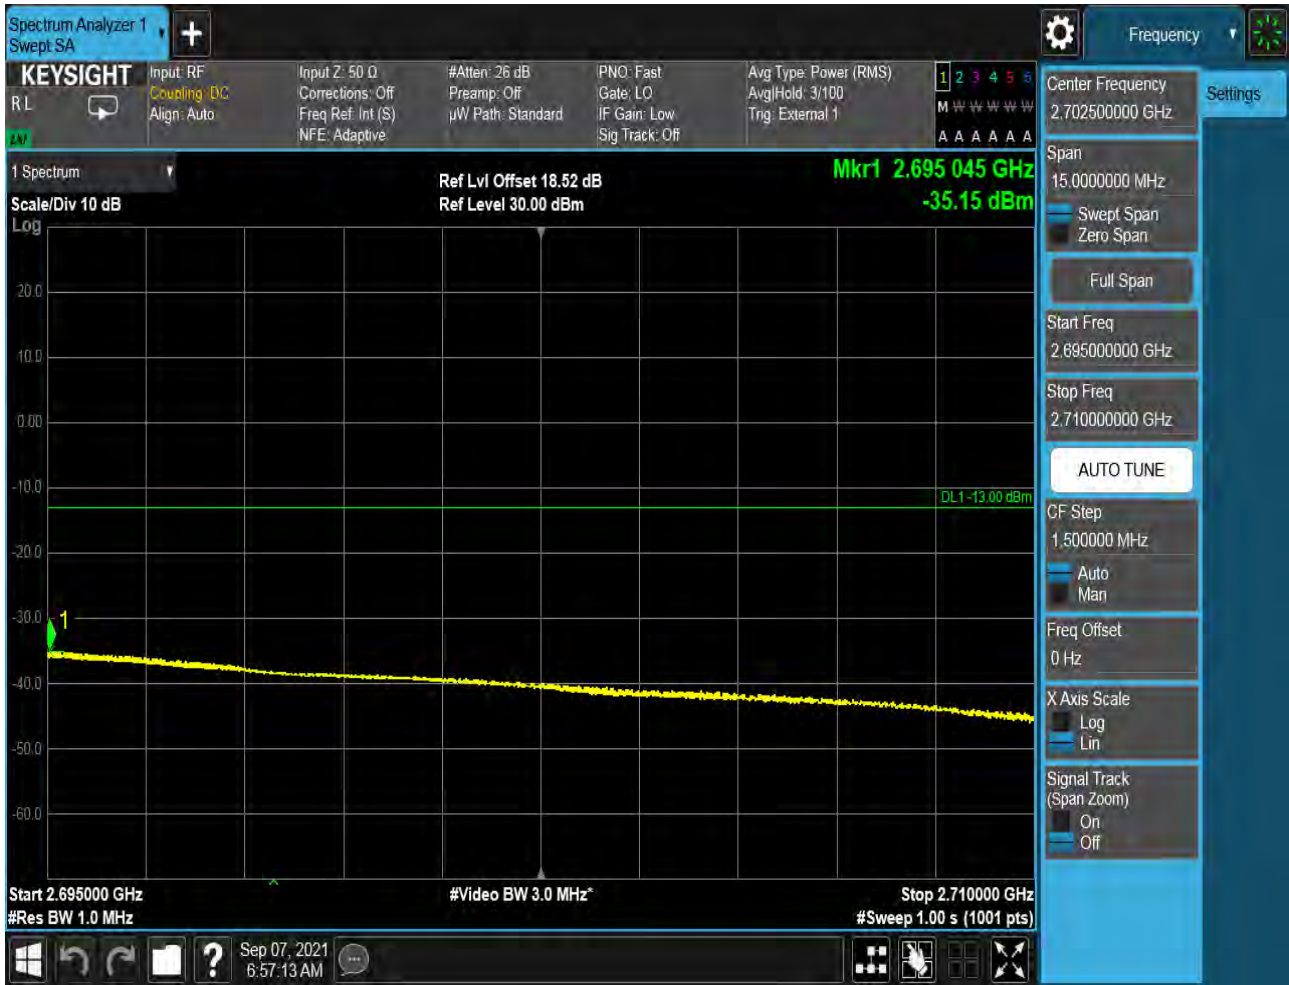 Spectrum Analyzer 1
Swept SA
+
Frequency
KEYSIGHT
R L
Input: RF
Coupling: DC
Align: Auto
Input Z: 50 Ω
Corrections: Off
Freq Ref: Int (S)
NFE: Adaptive
#Atten: 26 dB
Preamp: Off
µW Path: Standard
PNO: Fast
Gate: LO
IF Gain: Low
Sig Track: Off
Avg Type: Power (RMS)
Avg|Hold: 3/100
Trig: External 1
1 2 3 4 5 6
M W W W W W
A A A A A A
1 Spectrum
Scale/Div 10 dB
Log
Ref Lvl Offset 18.52 dB
Ref Level 30.00 dBm
Mkr1 2.695 045 GHz
-35.15 dBm
20.0
10.0
0.00
-10.0
-20.0
-30.0
-40.0
-50.0
-60.0
DL1 -13.00 dBm
1
Start 2.695000 GHz
#Res BW 1.0 MHz
#Video BW 3.0 MHz*
Stop 2.710000 GHz
#Sweep 1.00 s (1001 pts)
Center Frequency
2.702500000 GHz
Settings
Span
15.0000000 MHz
Swept Span
Zero Span
Full Span
Start Freq
2.695000000 GHz
Stop Freq
2.710000000 GHz
AUTO TUNE
CF Step
1.500000 MHz
Auto
Man
Freq Offset
0 Hz
X Axis Scale
Log
Lin
Signal Track
(Span Zoom)
On
Off
?
Sep 07, 2021
6:57:13 AM